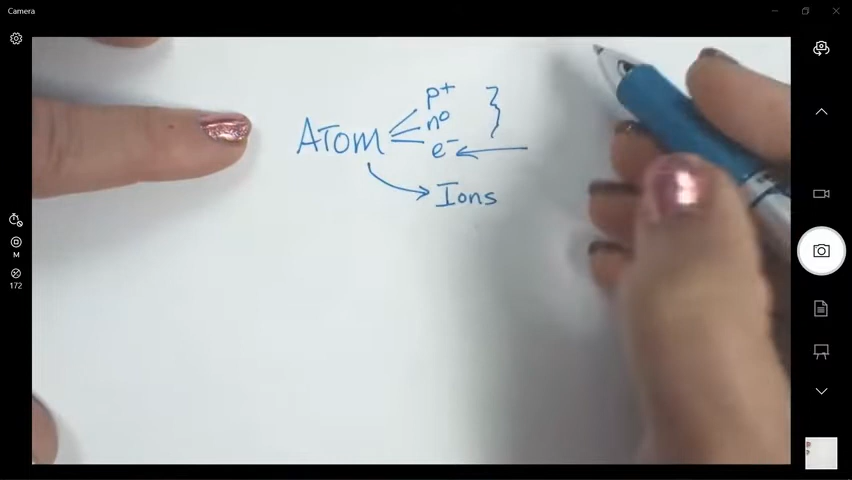 Camera
p+
n0
ATOM
e-
Ions
M
172